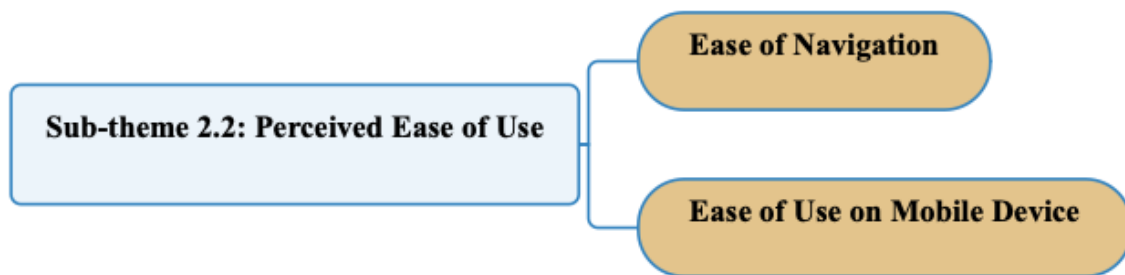 Ease of Navigation
Sub-theme 2.2: Perceived Ease of Use
Ease of Use on Mobile Device